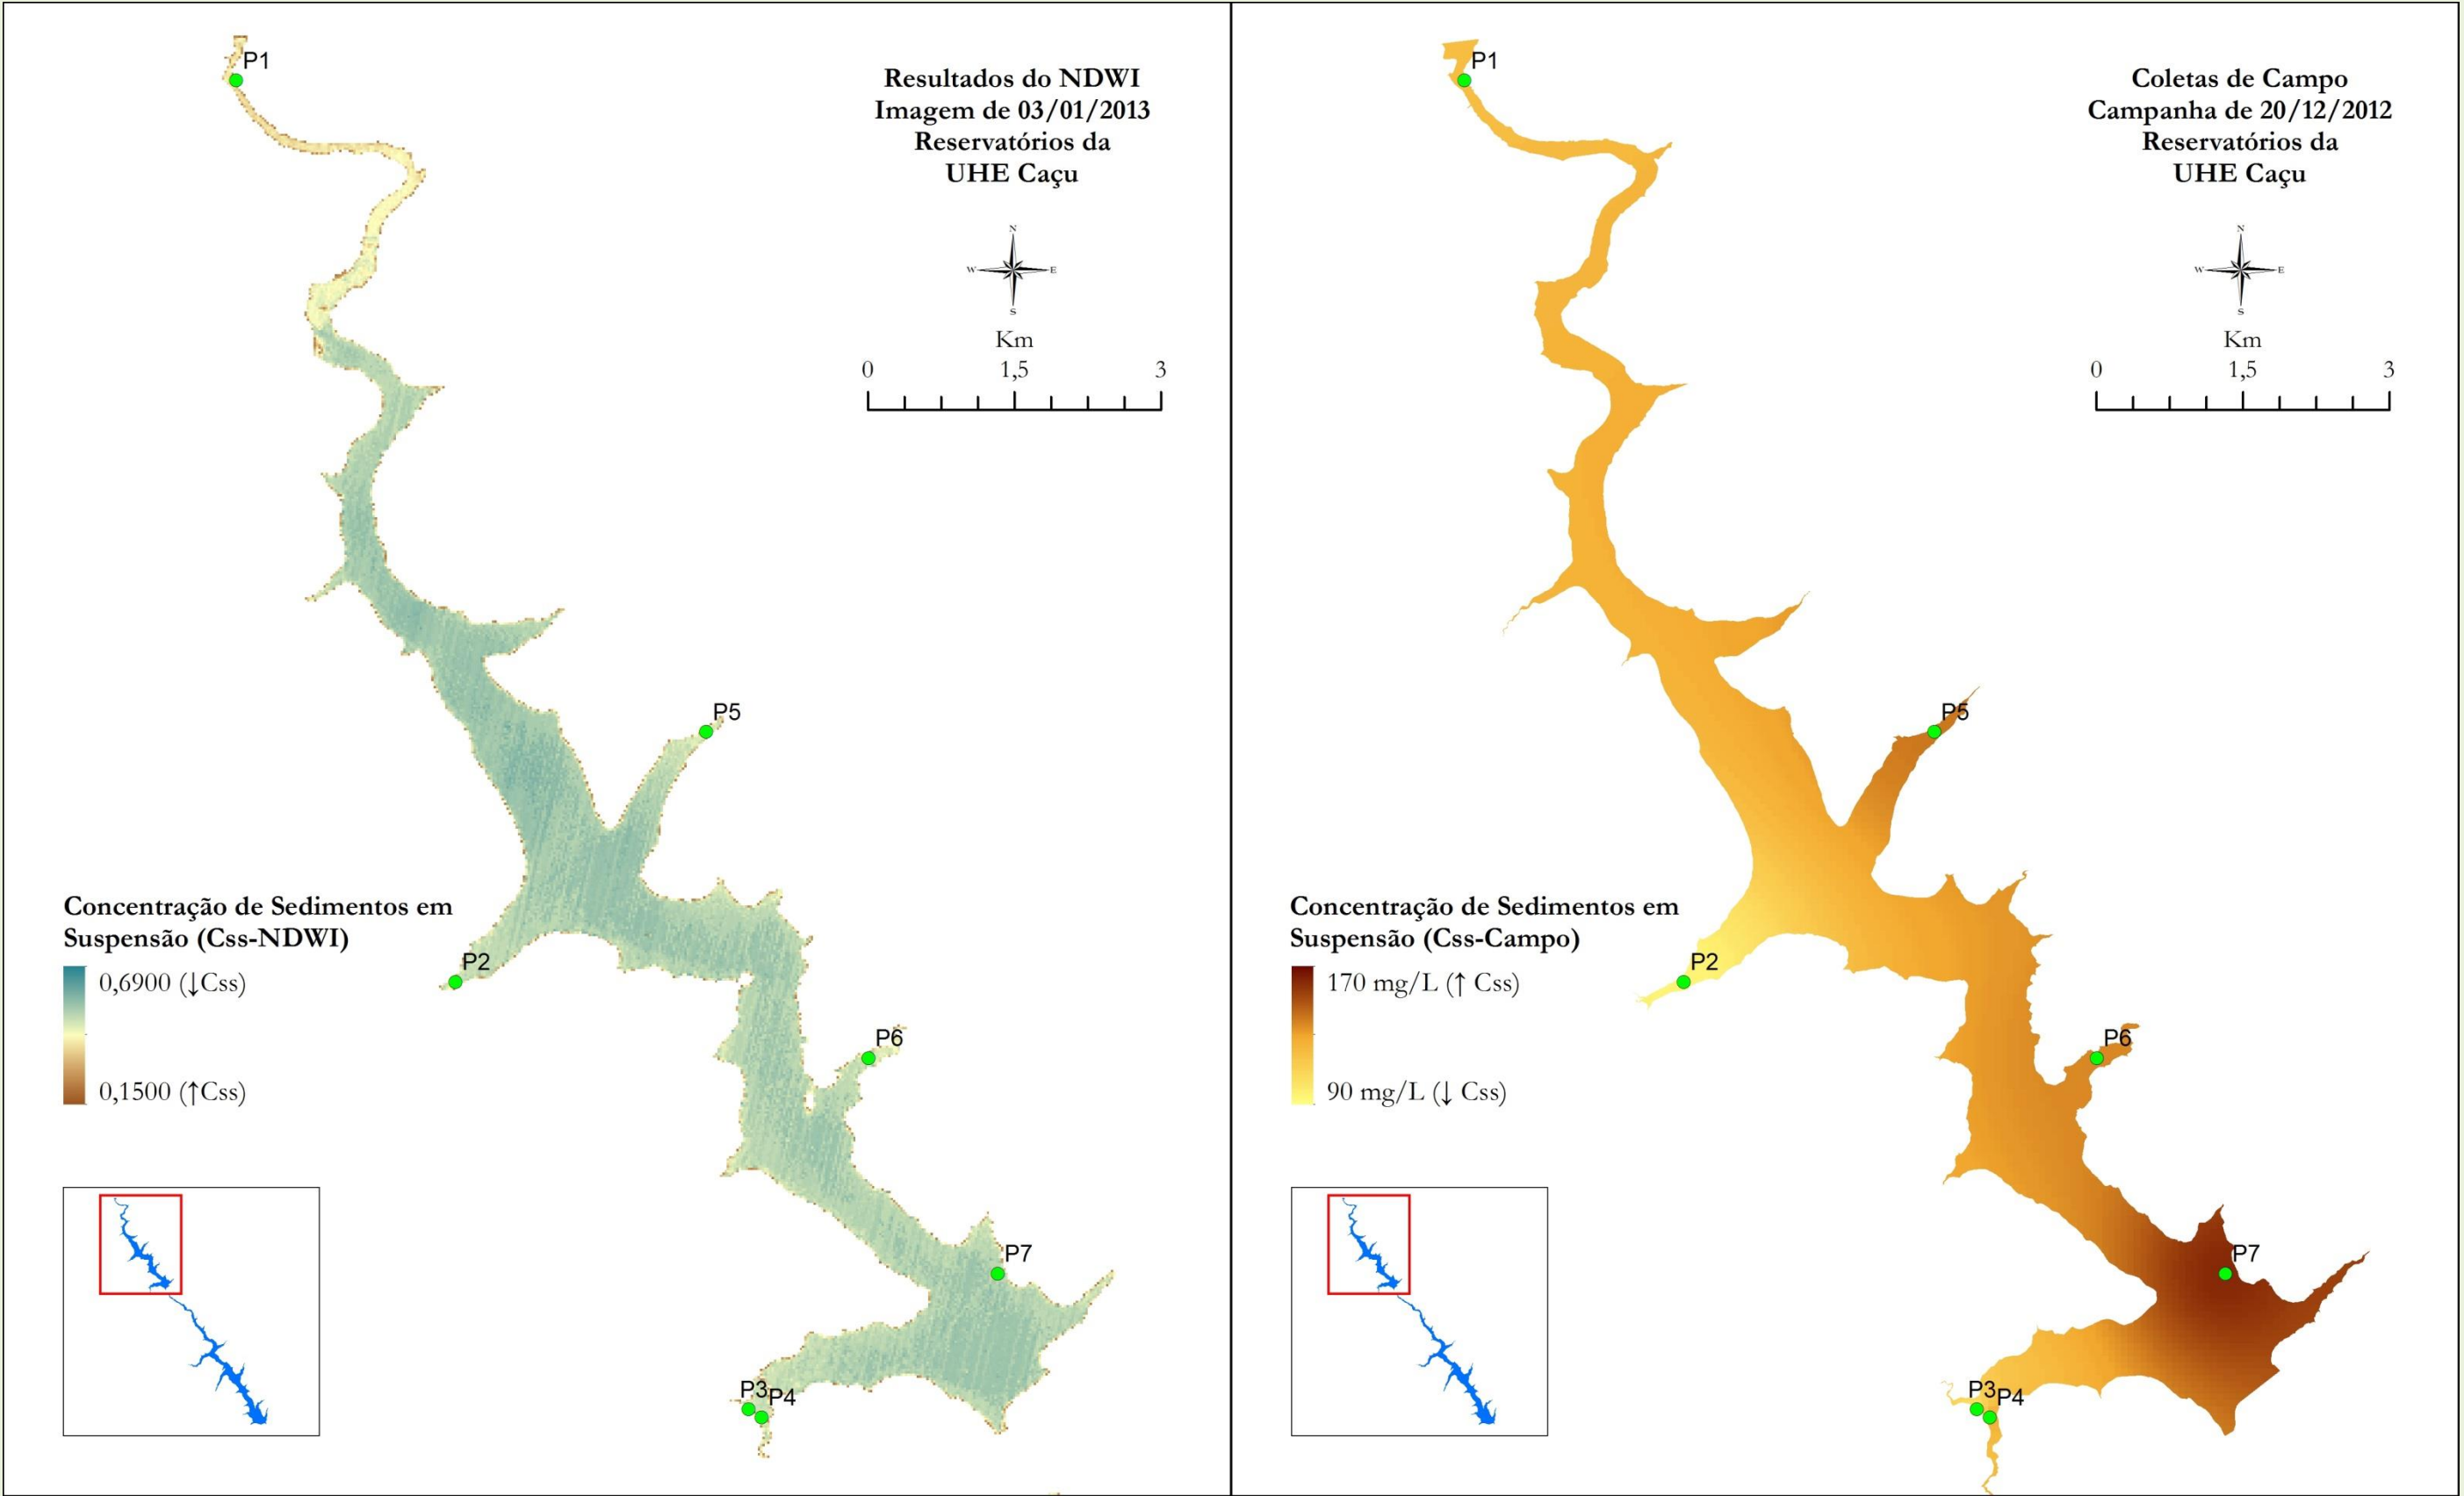 P1
Resultados do NDWI
Imagem de 03/01/2013
Reservatórios da
UHE Caçu
N
W
E
S
Km
0
1,5
3
P5
Concentração de Sedimentos em
Suspensão (Css-NDWI)
0,6900 (↓Css)
0,1500 (↑Css)
P2
P6
P7
P3
P4
P1
Coletas de Campo
Campanha de 20/12/2012
Reservatórios da
UHE Caçu
N
W
E
S
Km
0
1,5
3
P5
Concentração de Sedimentos em
Suspensão (Css-Campo)
170 mg/L (↑ Css)
90 mg/L (↓ Css)
P2
P6
P7
P3
P4